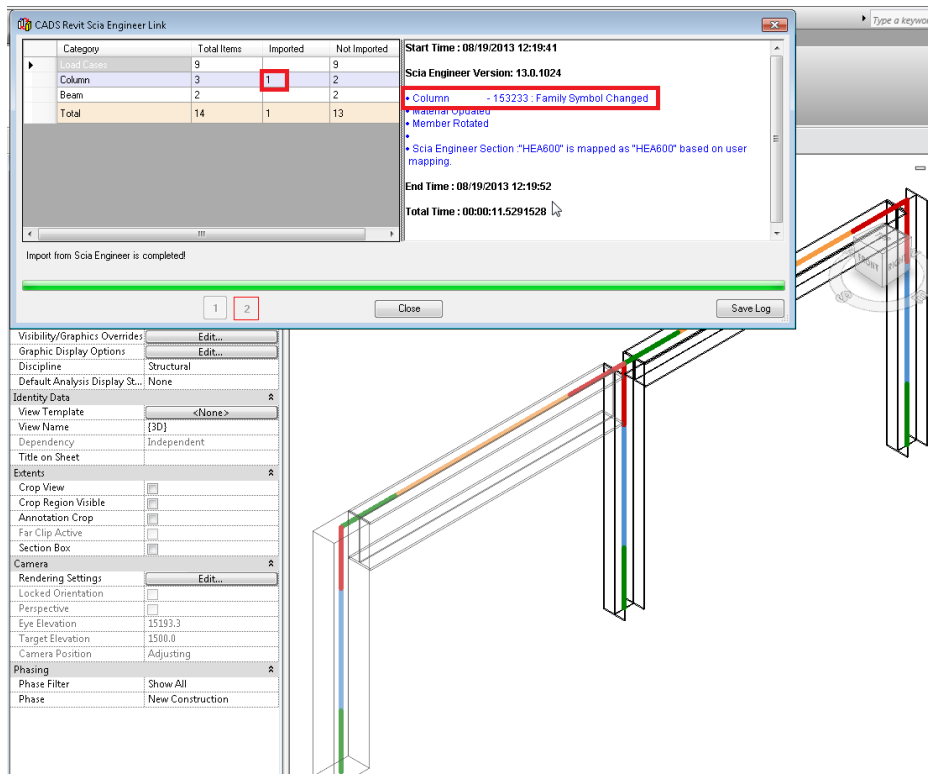 CADS Revit Scia Engineer Link
Type a keywor
Category Total Items Imported Not Imported
Load Cases 9 9
Column 3 1 2
Beam 2 2
Total 14 1 13
Start Time : 08/19/2013 12:19:41
Scia Engineer Version: 13.0.1024
• Column - 153233 : Family Symbol Changed
• Material Updated
• Member Rotated
•
• Scia Engineer Section :"HEA600" is mapped as "HEA600" based on user
mapping.
End Time : 08/19/2013 12:19:52
Total Time : 00:00:11.5291528
Import from Scia Engineer is completed!
1 2 Close Save Log
Visibility/Graphics Overrides Edit...
Graphic Display Options Edit...
Discipline Structural
Default Analysis Display St... None
Identity Data
View Template <None>
View Name {3D}
Dependency Independent
Title on Sheet
Extents
Crop View
Crop Region Visible
Annotation Crop
Far Clip Active
Section Box
Camera
Rendering Settings Edit...
Locked Orientation
Perspective
Eye Elevation 15193.3
Target Elevation 1500.0
Camera Position Adjusting
Phasing
Phase Filter Show All
Phase New Construction
FRONT